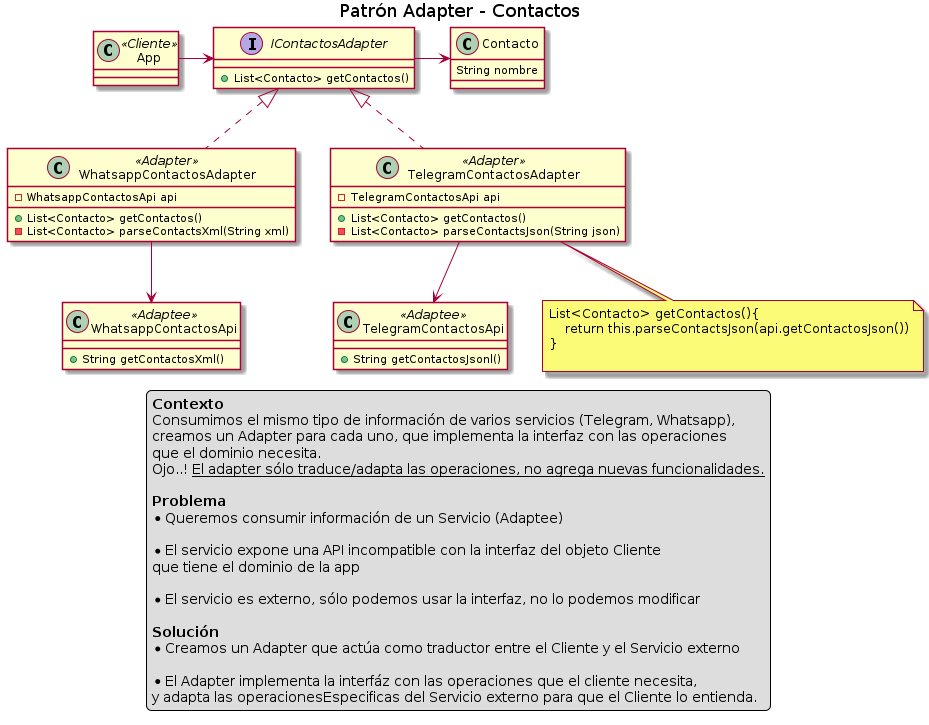 Patrón Adapter - Contactos
C «Cliente» App
I IContactosAdapter
List<Contacto> getContactos()
C Contacto
String nombre
C «Adapter» WhatsappContactosAdapter
WhatsappContactosApi api
List<Contacto> getContactos()
List<Contacto> parseContactsXml(String xml)
C «Adapter» TelegramContactosAdapter
TelegramContactosApi api
List<Contacto> getContactos()
List<Contacto> parseContactsJson(String json)
C «Adaptee» WhatsappContactosApi
String getContactosXml()
C «Adaptee» TelegramContactosApi
String getContactosJsonl()
List<Contacto> getContactos(){
return this.parseContactsJson(api.getContactosJson())
}
Contexto
Consumimos el mismo tipo de información de varios servicios (Telegram, Whatsapp),
creamos un Adapter para cada uno, que implementa la interfaz con las operaciones
que el dominio necesita.
Ojo..! El adapter sólo traduce/adapta las operaciones, no agrega nuevas funcionalidades.
Problema
• Queremos consumir información de un Servicio (Adaptee)
• El servicio expone una API incompatible con la interfaz del objeto Cliente
que tiene el dominio de la app
• El servicio es externo, sólo podemos usar la interfaz, no lo podemos modificar
Solución
• Creamos un Adapter que actúa como traductor entre el Cliente y el Servicio externo
• El Adapter implementa la interfáz con las operaciones que el cliente necesita,
y adapta las operacionesEspecificas del Servicio externo para que el Cliente lo entienda.